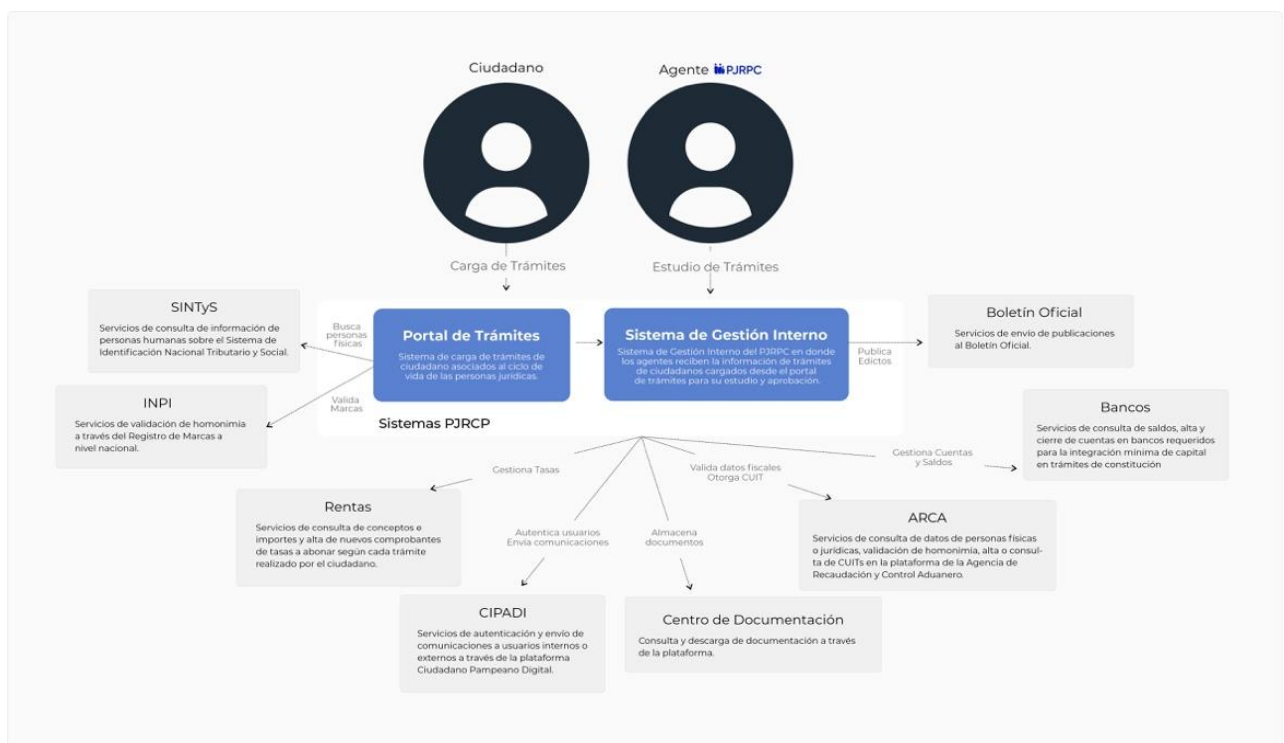 Ciudadano
Agente PJRPC
Carga de Trámites
Estudio de Trámites
SINTyS
Servicios de consulta de información de
personas humanas sobre el Sistema de
Identificación Nacional Tributario y Social.
INPI
Servicios de validación de homonimia
a través del Registro de Marcas a
nivel nacional.
Busca
personas
físicas
Valida
Marcas
Portal de Trámites
Sistema de carga de trámites de
ciudadano asociados al ciclo de
vida de las personas jurídicas.
Sistema de Gestión Interno
Sistema de Gestión Interno del PJRPC en donde
los agentes reciben la información de trámites
de ciudadanos cargados desde el portal
de trámites para su estudio y aprobación.
Sistemas PJRCP
Publica
Edictos
Boletín Oficial
Servicios de envío de publicaciones
al Boletín Oficial.
Bancos
Servicios de consulta de saldos, alta y
cierre de cuentas en bancos requeridos
para la integración mínima de capital
en trámites de constitución
Gestiona Tasas
Valida datos fiscales
Otorga CUIT
Gestiona Cuentas
y Saldos
Rentas
Servicios de consulta de conceptos e
importes y alta de nuevos comprobantes
de tasas a abonar según cada trámite
realizado por el ciudadano.
Autentica usuarios
Envía comunicaciones
Almacena
documentos
ARCA
Servicios de consulta de datos de personas físicas
o jurídicas, validación de homonimia, alta o consul-
ta de CUITs en la plataforma de la Agencia de
Recaudación y Control Aduanero.
CIPADI
Servicios de autenticación y envío de
comunicaciones a usuarios internos o
externos a través de la plataforma
Ciudadano Pampeano Digital.
Centro de Documentación
Consulta y descarga de documentación a través
de la plataforma.